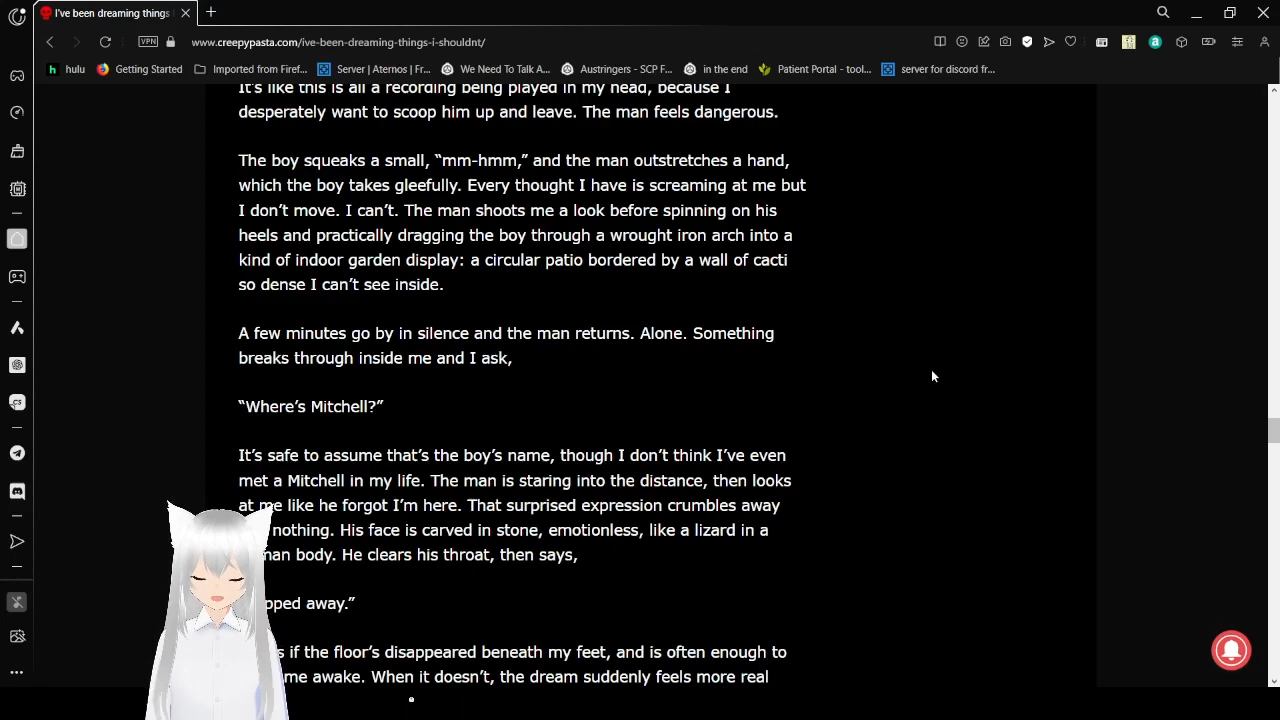 I've been dreaming things
www.creepypasta.com/ive-been-dreaming-things-i-shouldnt/
VPN
hulu
Getting Started
Imported from Firef...
Server | Aternos | Fr...
We Need To Talk A...
Austringers - SCP F...
in the end
Patient Portal - tool...
server for discord fr...
It's like this is all a recording being played in my head, because I
desperately want to scoop him up and leave. The man feels dangerous.
The boy squeaks a small, “mm-hmm,” and the man outstretches a hand,
which the boy takes gleefully. Every thought I have is screaming at me but
I don’t move. I can’t. The man shoots me a look before spinning on his
heels and practically dragging the boy through a wrought iron arch into a
kind of indoor garden display: a circular patio bordered by a wall of cacti
so dense I can’t see inside.
A few minutes go by in silence and the man returns. Alone. Something
breaks through inside me and I ask,
“Where’s Mitchell?”
It’s safe to assume that’s the boy’s name, though I don’t think I’ve even
met a Mitchell in my life. The man is staring into the distance, then looks
at me like he forgot I’m here. That surprised expression crumbles away
nothing. His face is carved in stone, emotionless, like a lizard in a
man body. He clears his throat, then says,
pped away.”
s if the floor’s disappeared beneath my feet, and is often enough to
me awake. When it doesn’t, the dream suddenly feels more real